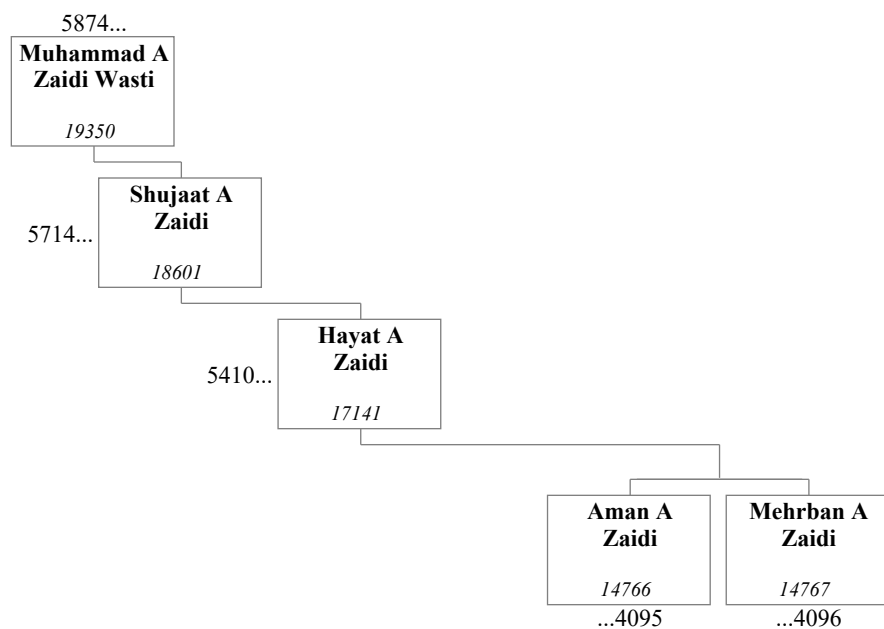 5874...
Muhammad A
Zaidi Wasti
19350
Shujaat A
Zaidi
5714...
18601
Hayat A
Zaidi
5410...
17141
Aman A
Zaidi
14766
...4095
Mehrban A
Zaidi
14767
...4096